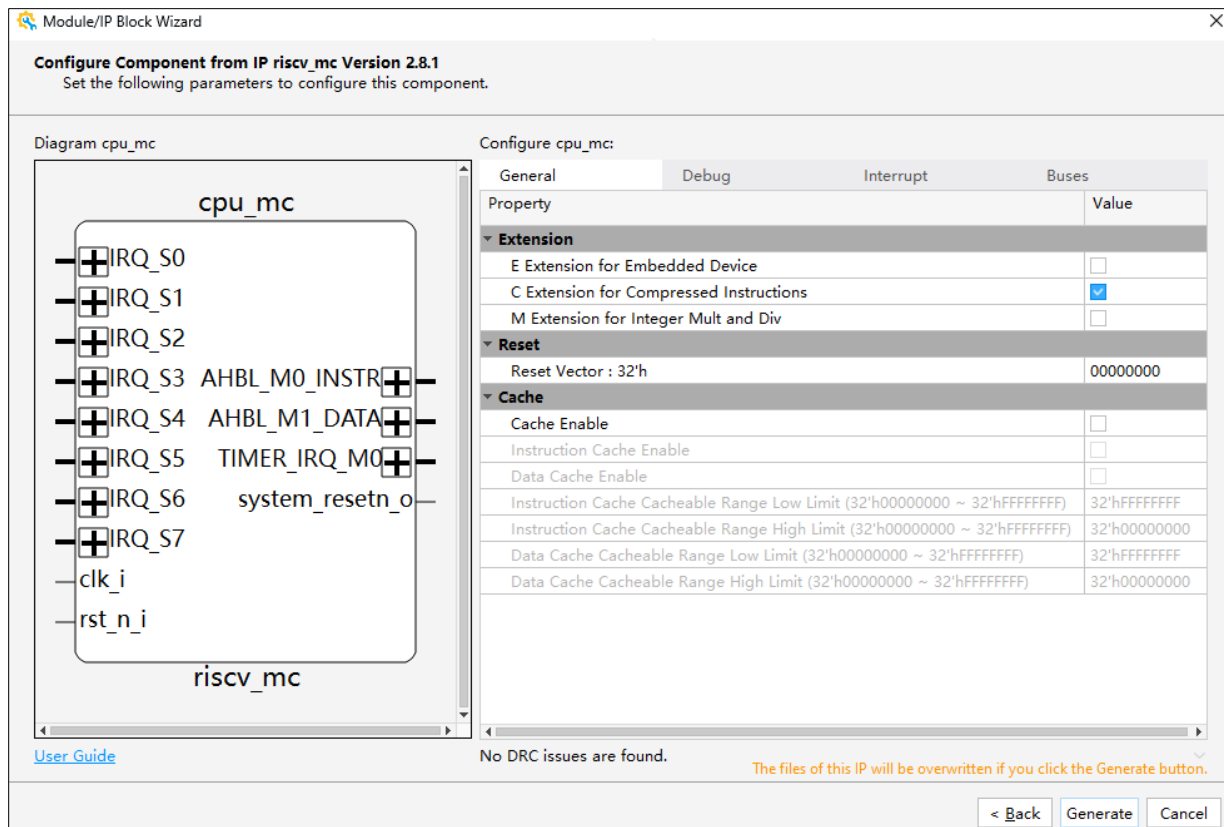 Module/IP Block Wizard
Configure Component from IP riscv_mc Version 2.8.1
Set the following parameters to configure this component.
Diagram cpu_mc
cpu_mc
IRQ_S0
IRQ_S1
IRQ_S2
IRQ_S3 AHBL_M0_INSTR
IRQ_S4 AHBL_M1_DATA
IRQ_S5 TIMER_IRQ_M0
IRQ_S6 system_resetn_o
IRQ_S7
clk_i
rst_n_i
riscv_mc
User Guide
Configure cpu_mc:
General Debug Interrupt Buses
Property Value
Extension
E Extension for Embedded Device
C Extension for Compressed Instructions
M Extension for Integer Mult and Div
Reset
Reset Vector : 32'h 00000000
Cache
Cache Enable
Instruction Cache Enable
Data Cache Enable
Instruction Cache Cacheable Range Low Limit (32'h00000000 ~ 32'hFFFFFFFF) 32'hFFFFFFFF
Instruction Cache Cacheable Range High Limit (32'h00000000 ~ 32'hFFFFFFFF) 32'h00000000
Data Cache Cacheable Range Low Limit (32'h00000000 ~ 32'hFFFFFFFF) 32'hFFFFFFFF
Data Cache Cacheable Range High Limit (32'h00000000 ~ 32'hFFFFFFFF) 32'h00000000
No DRC issues are found.
The files of this IP will be overwritten if you click the Generate button.
< Back Generate Cancel